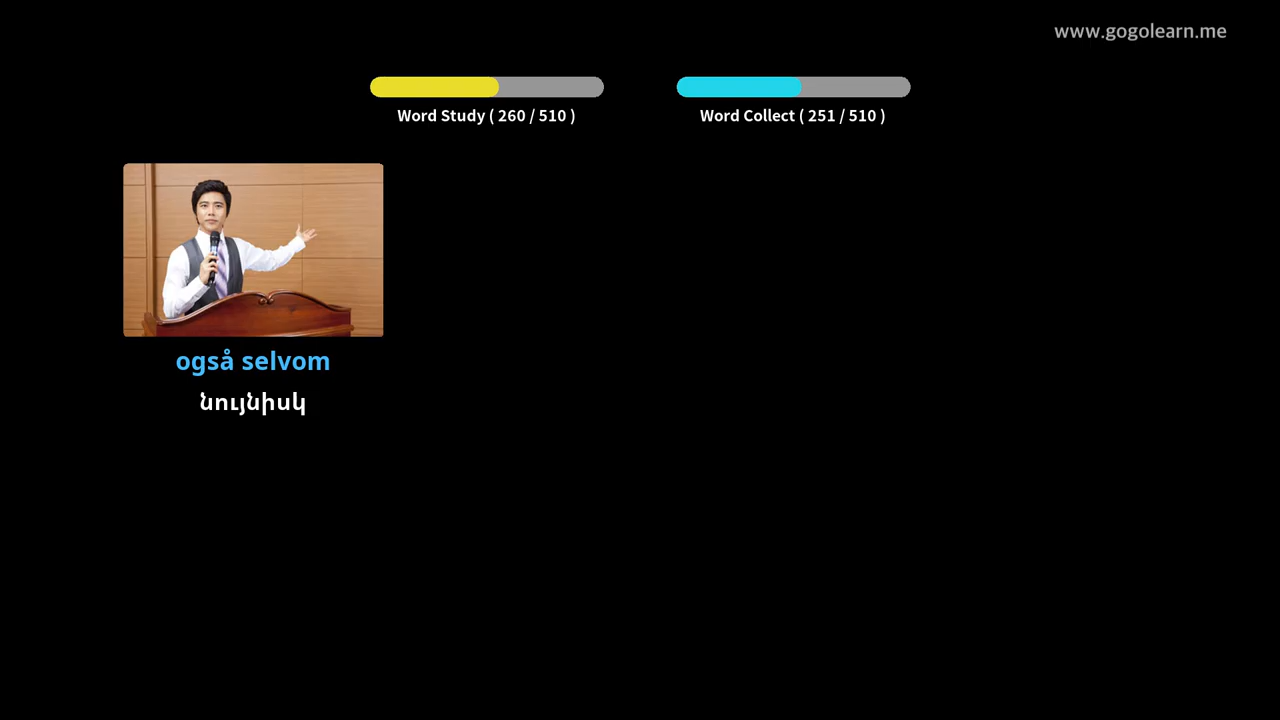 www.gogolearn.me
Word Study ( 260 / 510 )
Word Collect ( 251 / 510 )
også selvom
նույնիսկ